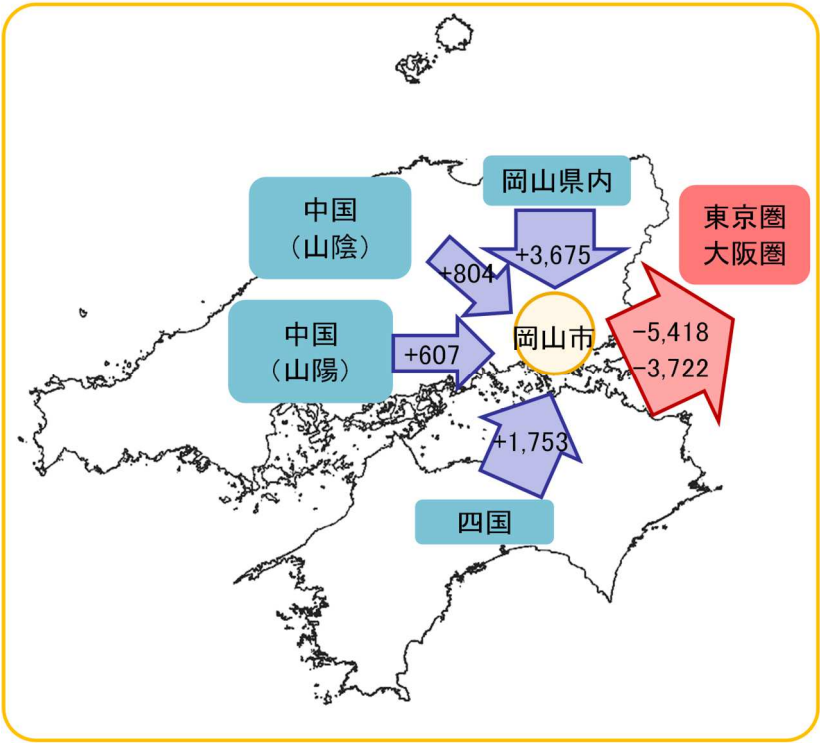 岡山県内
中国
（山陰）
東京圏
大阪圏
+3,675
+804
中国
（山陽）
+607
岡山市
−5,418
−3,722
+1,753
四国